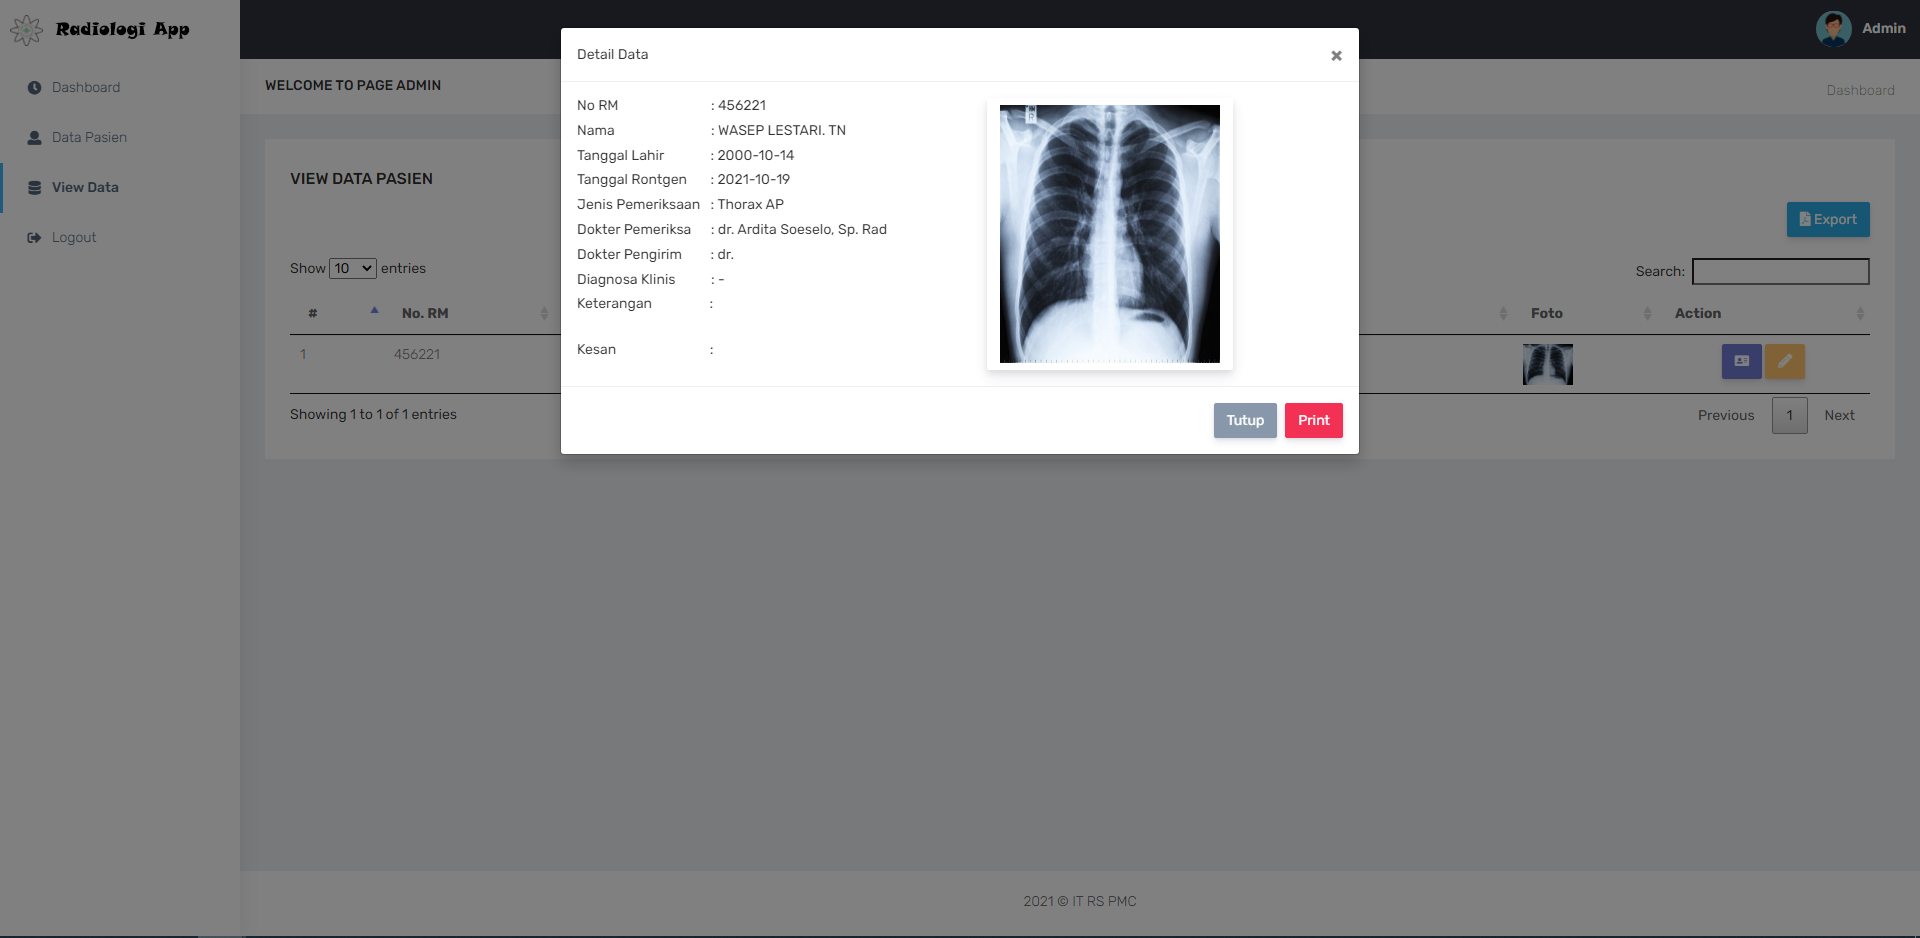 Radiologi App
Admin
Dashboard
Data Pasien
View Data
Logout
WELCOME TO PAGE ADMIN
Dashboard
VIEW DATA PASIEN
Export
Show 10 entries
Search:
# No. RM Foto Action
1 456221
Showing 1 to 1 of 1 entries
Previous 1 Next
Detail Data
No RM : 456221
Nama : WASEP LESTARI. TN
Tanggal Lahir : 2000-10-14
Tanggal Rontgen : 2021-10-19
Jenis Pemeriksaan : Thorax AP
Dokter Pemeriksa : dr. Ardita Soeselo, Sp. Rad
Dokter Pengirim : dr.
Diagnosa Klinis : -
Keterangan :
Kesan :
Tutup Print
2021 © IT RS PMC